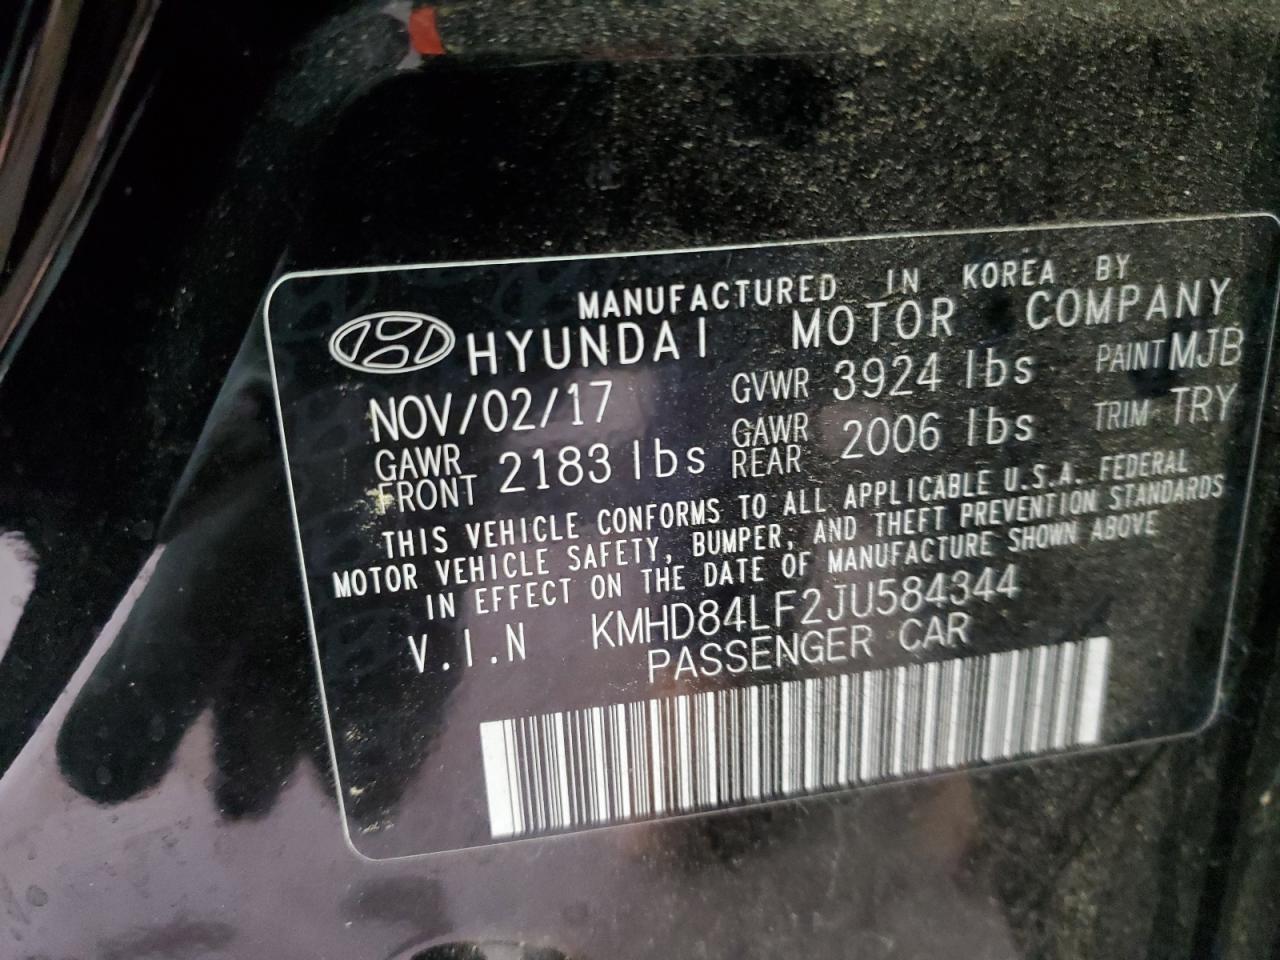 MANUFACTURED IN KOREA BY
HYUNDAI MOTOR COMPANY
NOV/02/17 GVWR 3924 lbs PAINT MJB
GAWR FRONT 2183 lbs GAWR REAR 2006 lbs TRIM TRY
THIS VEHICLE CONFORMS TO ALL APPLICABLE U.S.A. FEDERAL
MOTOR VEHICLE SAFETY, BUMPER, AND THEFT PREVENTION STANDARDS
IN EFFECT ON THE DATE OF MANUFACTURE SHOWN ABOVE
V.I.N KMHD84LF2JU584344
PASSENGER CAR